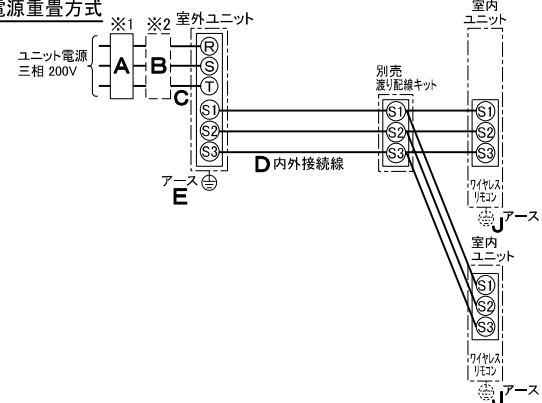 電源重畳方式
※1 ※2 室外ユニット
室内
ユニット
ユニット電源
三相 200V
A
B
C
R
S
T
S1
S2
S3
別売
渡り配線キット
S1
S2
S3
S1
S2
S3
D 内外接続線
アース
E
ワイヤレス
リモコン
J アース
室内
ユニット
S1
S2
S3
ワイヤレス
リモコン
J アース